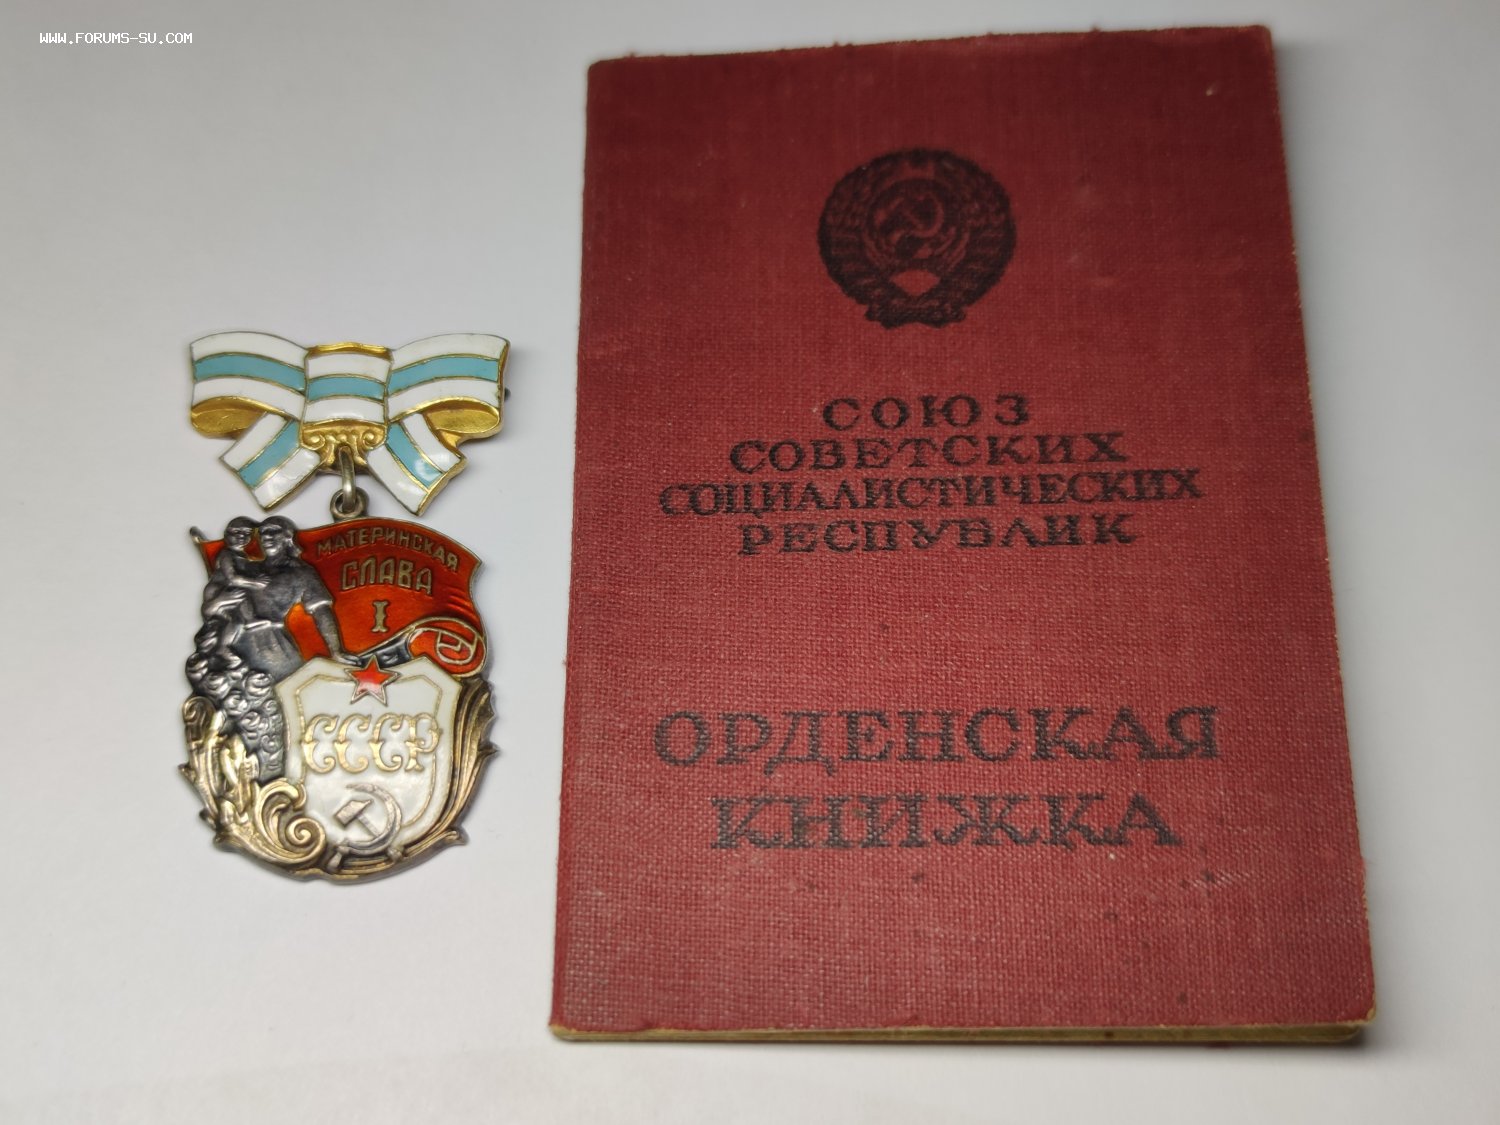 WWW.FORUMS-SU.COM
МАТЕРИНСКАЯ
СЛАВА
I
СССР
СОЮЗ
СОВЕТСКИХ
СОЦИАЛИСТИЧЕСКИХ
РЕСПУБЛИК
ОРДЕНСКАЯ
КНИЖКА